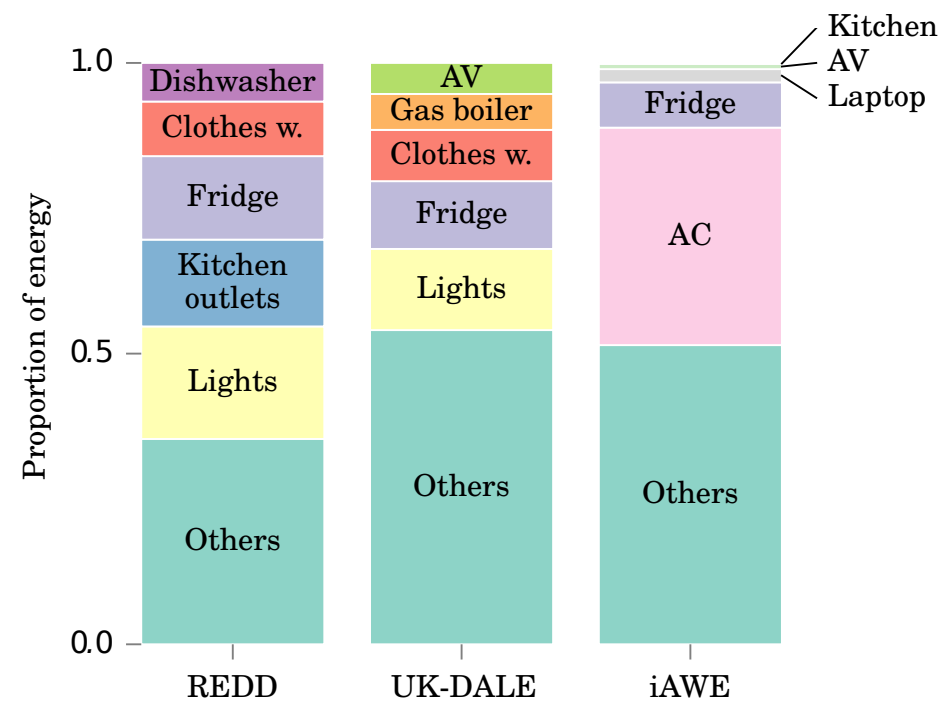 Proportion of energy
1.0
0.5
0.0
Dishwasher
Clothes w.
Fridge
Kitchen
outlets
Lights
Others
REDD
AV
Gas boiler
Clothes w.
Fridge
Lights
Others
UK-DALE
Kitchen
AV
Laptop
Fridge
AC
Others
iAWE